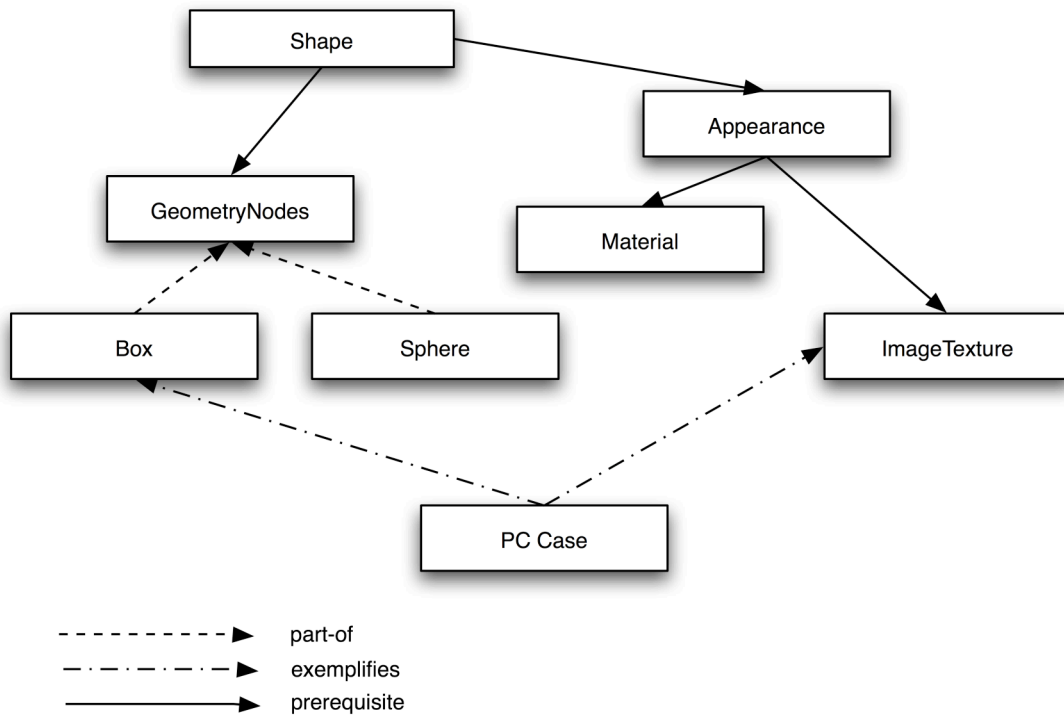 Shape
Appearance
GeometryNodes
Material
Box
Sphere
ImageTexture
PC Case
part-of
exemplifies
prerequisite